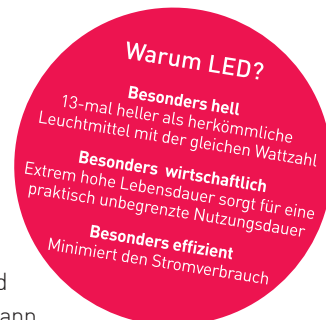 Warum LED?
Besonders hell
13-mal heller als herkömmliche
Leuchtmittel mit der gleichen Wattzahl
Besonders wirtschaftlich
Extrem hohe Lebensdauer sorgt für eine
praktisch unbegrenzte Nutzungsdauer
Besonders effizient
Minimiert den Stromverbrauch